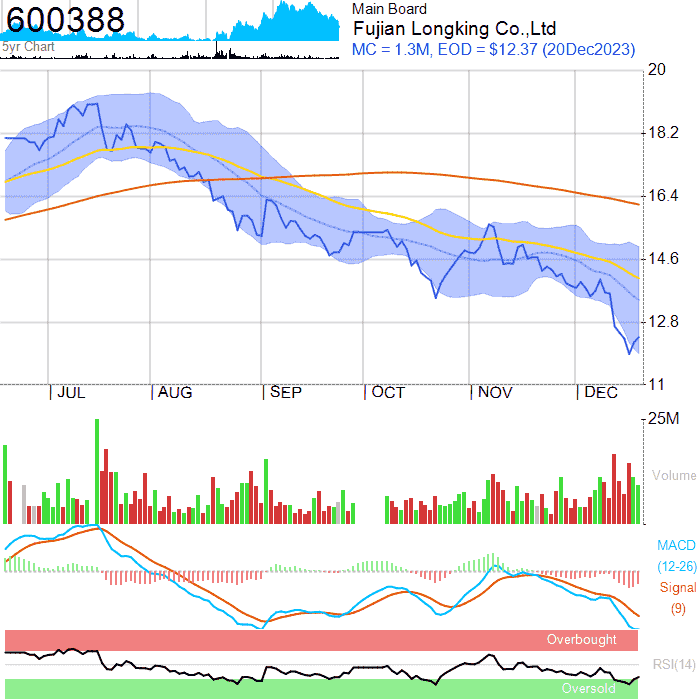 600388
5yr Chart
Main Board
Fujian Longking Co.,Ltd
MC = 1.3M, EOD = $12.37 (20Dec2023)
20
18.2
16.4
14.6
12.8
11
JUL
AUG
SEP
OCT
NOV
DEC
25M
Volume
MACD
(12-26)
Signal
(9)
Overbought
RSI(14)
Oversold